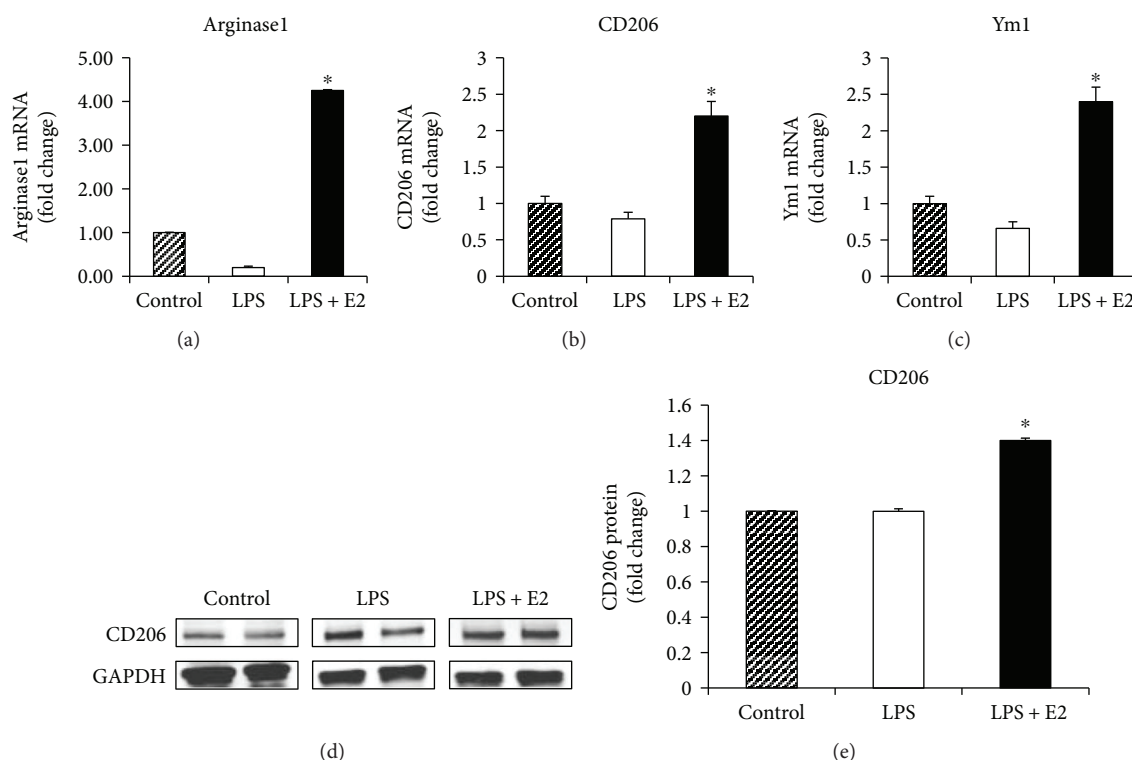 Arginase1
Arginase1 mRNA
(fold change)
5.00
4.00
3.00
2.00
1.00
0.00
*
Control LPS LPS + E2
(a)
CD206
CD206 mRNA
(fold change)
3
2.5
2
1.5
1
0.5
0
*
Control LPS LPS + E2
(b)
Ym1
Ym1 mRNA
(fold change)
3
2.5
2
1.5
1
0.5
0
*
Control LPS LPS + E2
(c)
Control LPS LPS + E2
CD206
GAPDH
(d)
CD206
CD206 protein
(fold change)
1.6
1.4
1.2
1
0.8
0.6
0.4
0.2
0
*
Control LPS LPS + E2
(e)